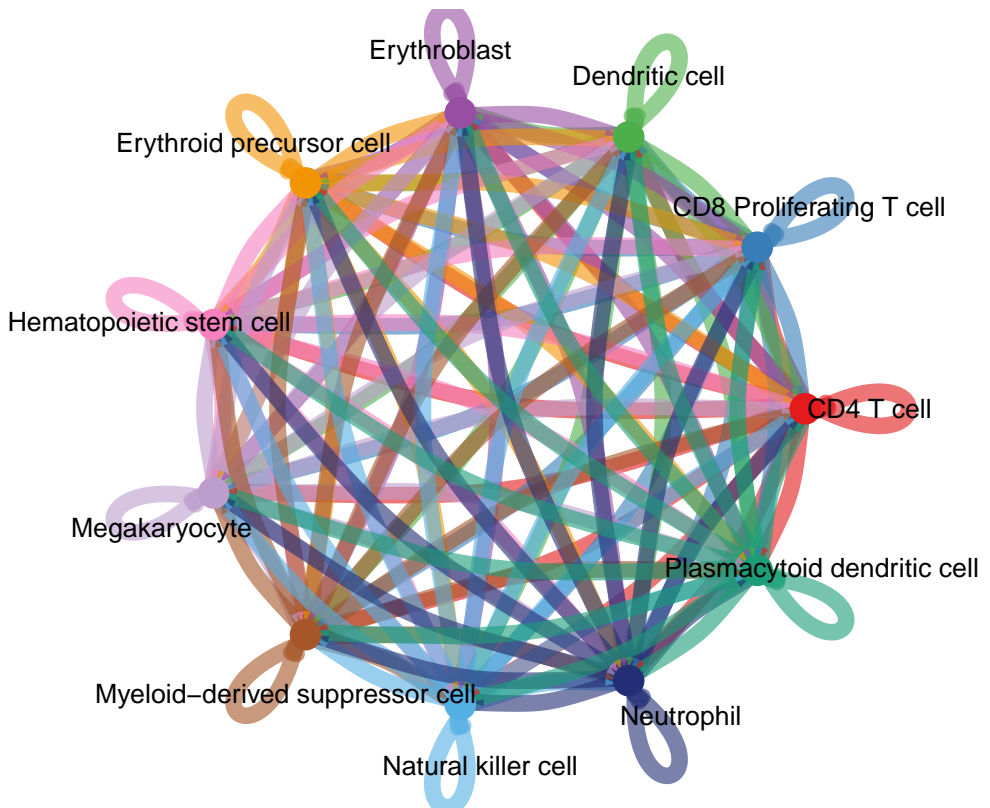 Erythroblast
Dendritic cell
Erythroid precursor cell
CD8 Proliferating T cell
Hematopoietic stem cell
CD4 T cell
Megakaryocyte
Plasmacytoid dendritic cell
Myeloid−derived suppressor cell
Neutrophil
Natural killer cell